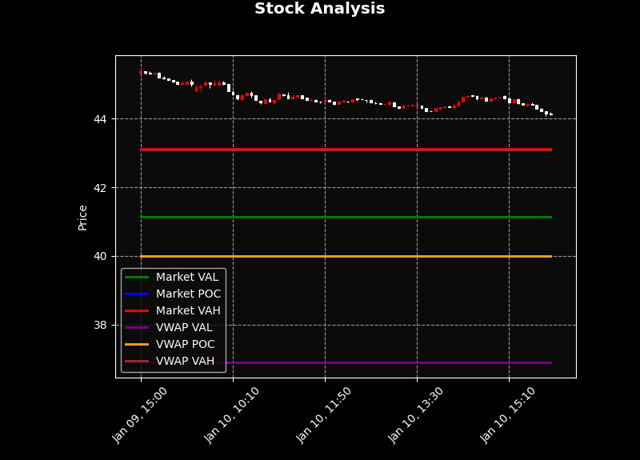 Stock Analysis
Price
44
42
40
38
Market VAL
Market POC
Market VAH
VWAP VAL
VWAP POC
VWAP VAH
Jan 09, 15:00
Jan 10, 10:10
Jan 10, 11:50
Jan 10, 13:30
Jan 10, 15:10